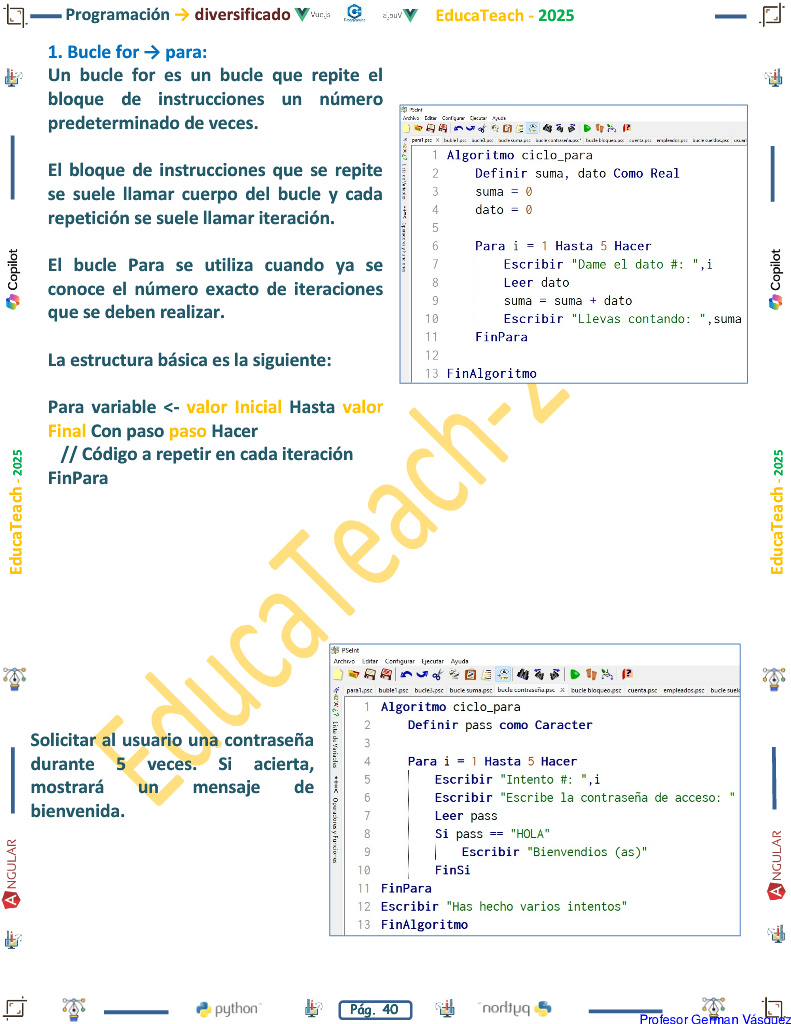 Programación → diversificado Vue.js EducaTeach - 2025
1. Bucle for → para:
Un bucle for es un bucle que repite el
bloque de instrucciones un número
predeterminado de veces.
El bloque de instrucciones que se repite
se suele llamar cuerpo del bucle y cada
repetición se suele llamar iteración.
El bucle Para se utiliza cuando ya se
conoce el número exacto de iteraciones
que se deben realizar.
La estructura básica es la siguiente:
Para variable <- valor Inicial Hasta valor
Final Con paso paso Hacer
// Código a repetir en cada iteración
FinPara
PSeInt
Archivo Editar Configurar Ejecutar Ayuda
1 Algoritmo ciclo_para
2 Definir suma, dato Como Real
3 suma = 0
4 dato = 0
5
6 Para i = 1 Hasta 5 Hacer
7 Escribir "Dame el dato #: ",i
8 Leer dato
9 suma = suma + dato
10 Escribir "Llevas contando: ",suma
11 FinPara
12
13 FinAlgoritmo
Solicitar al usuario una contraseña
durante 5 veces. Si acierta,
mostrará un mensaje de
bienvenida.
PSeInt
Archivo Editar Configurar Ejecutar Ayuda
para1.psc buble1.psc bucle3.psc bucle suma.psc bucle contraseña.psc bucle bloqueo.psc cuenta.psc empleados.psc bucle suel
1 Algoritmo ciclo_para
2 Definir pass como Caracter
3
4 Para i = 1 Hasta 5 Hacer
5 Escribir "Intento #: ",i
6 Escribir "Escribe la contraseña de acceso: "
7 Leer pass
8 Si pass == "HOLA"
9 Escribir "Bienvendios (as)"
10 FinSi
11 FinPara
12 Escribir "Has hecho varios intentos"
13 FinAlgoritmo
EducaTeach-2
Copilot
EducaTeach - 2025
ANGULAR
Copilot
EducaTeach - 2025
ANGULAR
python
Pág. 40
python
Profesor German Vásquez